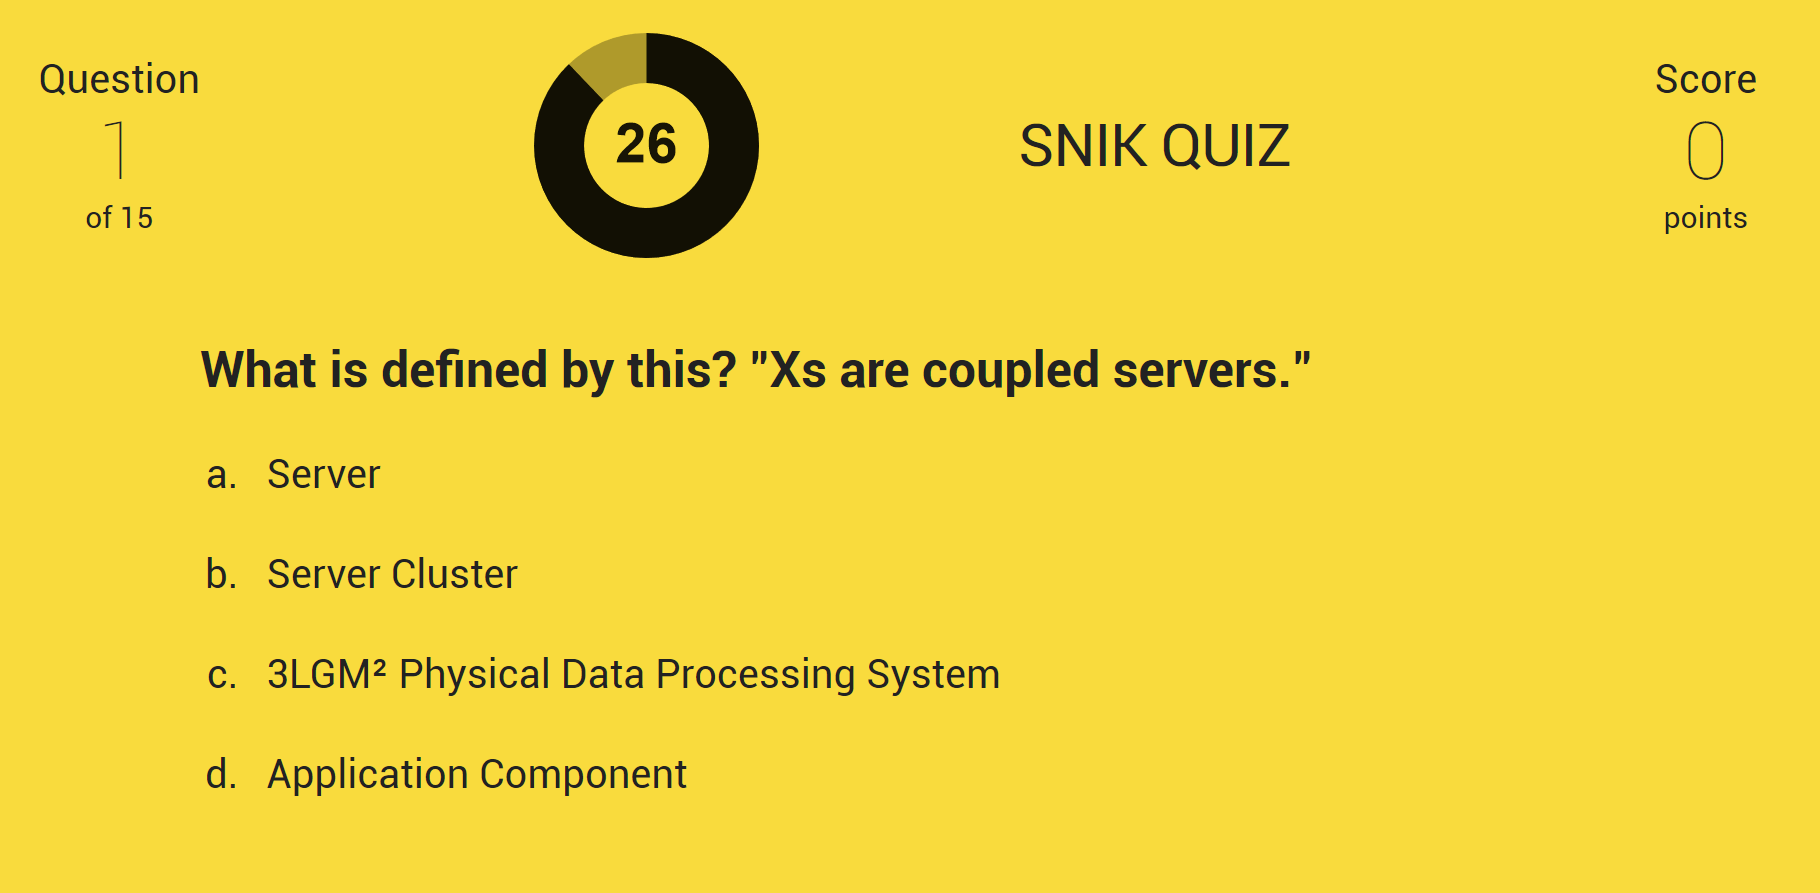 Question
1
of 15
26
SNIK QUIZ
Score
0
points
What is defined by this? "Xs are coupled servers."
a. Server
b. Server Cluster
c. 3LGM² Physical Data Processing System
d. Application Component